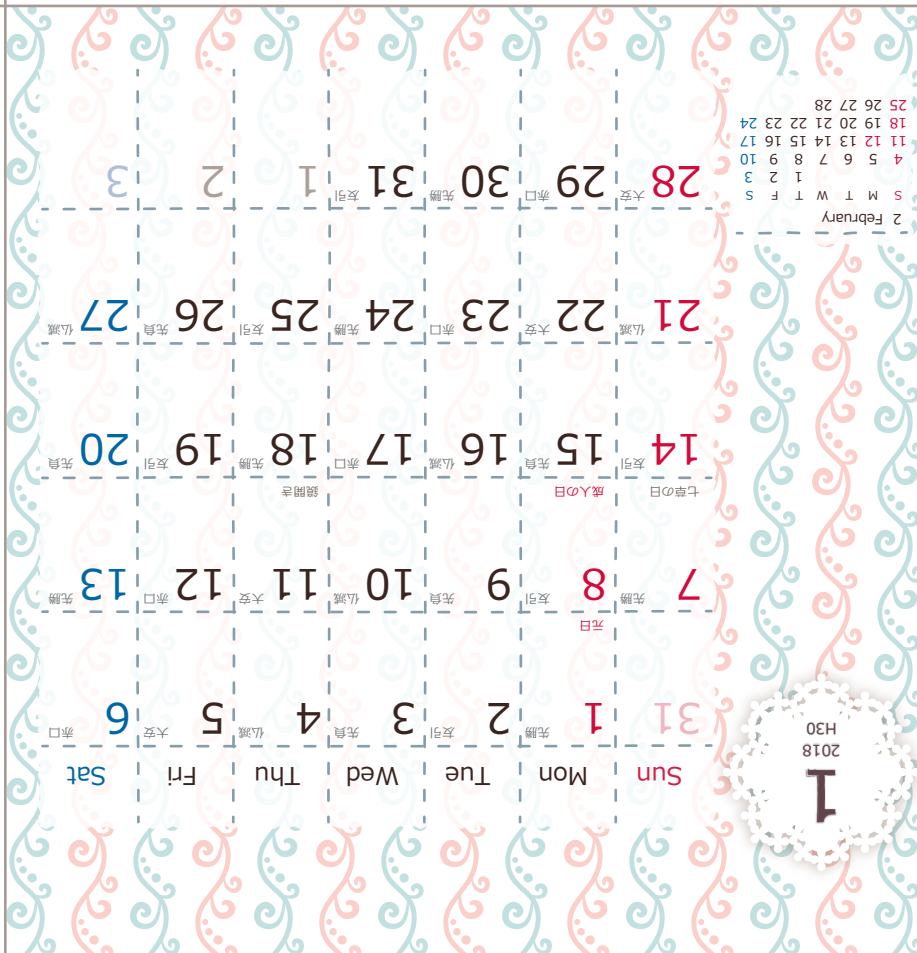 1
2018
H30
Sun Mon Tue Wed Thu Fri Sat
31 1 先勝 2 友引 3 先負 4 仏滅 5 大安 6 赤口
元日
7 先勝 8 友引 9 先負 10 仏滅 11 大安 12 赤口 13 先勝
七草の日 成人の日 鏡開き
14 友引 15 先負 16 仏滅 17 赤口 18 先勝 19 友引 20 先負
21 仏滅 22 大安 23 赤口 24 先勝 25 友引 26 先負 27 仏滅
28 大安 29 赤口 30 先勝 31 友引 1 2 3
2 February
S M T W T F S
1 2 3
4 5 6 7 8 9 10
11 12 13 14 15 16 17
18 19 20 21 22 23 24
25 26 27 28